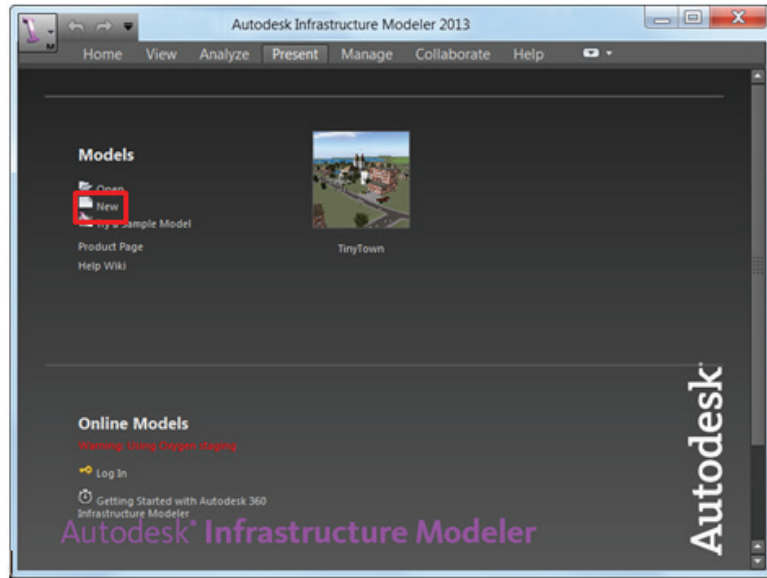 Autodesk Infrastructure Modeler 2013
M
Home View Analyze Present Manage Collaborate Help
Models
Open
New
Try a Sample Model
Product Page
Help Wiki
TinyTown
Online Models
Warning: Using Oxygen staging
Log In
Getting Started with Autodesk 360
Infrastructure Modeler
Autodesk® Infrastructure Modeler
Autodesk